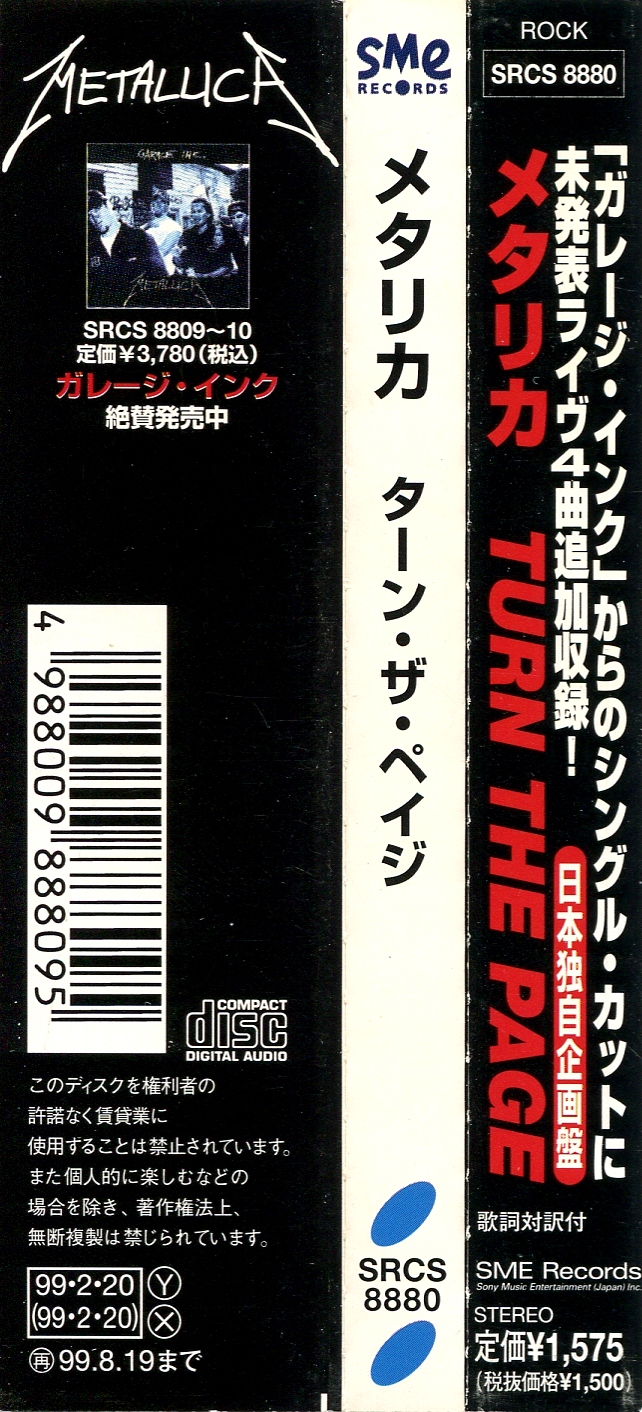 METALLICA
GARAGE INC.
METALLICA
SRCS 8809〜10
定価¥3,780(税込)
ガレージ・インク
絶賛発売中
4 988009 888095
COMPACT
disc
DIGITAL AUDIO
このディスクを権利者の
許諾なく賃貸業に
使用することは禁止されています。
また個人的に楽しむなどの
場合を除き、著作権法上、
無断複製は禁じられています。
99・2・20 Y
(99・2・20) X
再 99.8.19まで
SMe
RECORDS
メタリカ ターン・ザ・ペイジ
SRCS
8880
ROCK
SRCS 8880
「ガレージ・インク」からのシングル・カットに
未発表ライヴ4曲追加収録！
日本独自企画盤
メタリカ TURN THE PAGE
歌詞対訳付
SME Records
Sony Music Entertainment (Japan) Inc.
STEREO
定価¥1,575
(税抜価格¥1,500)